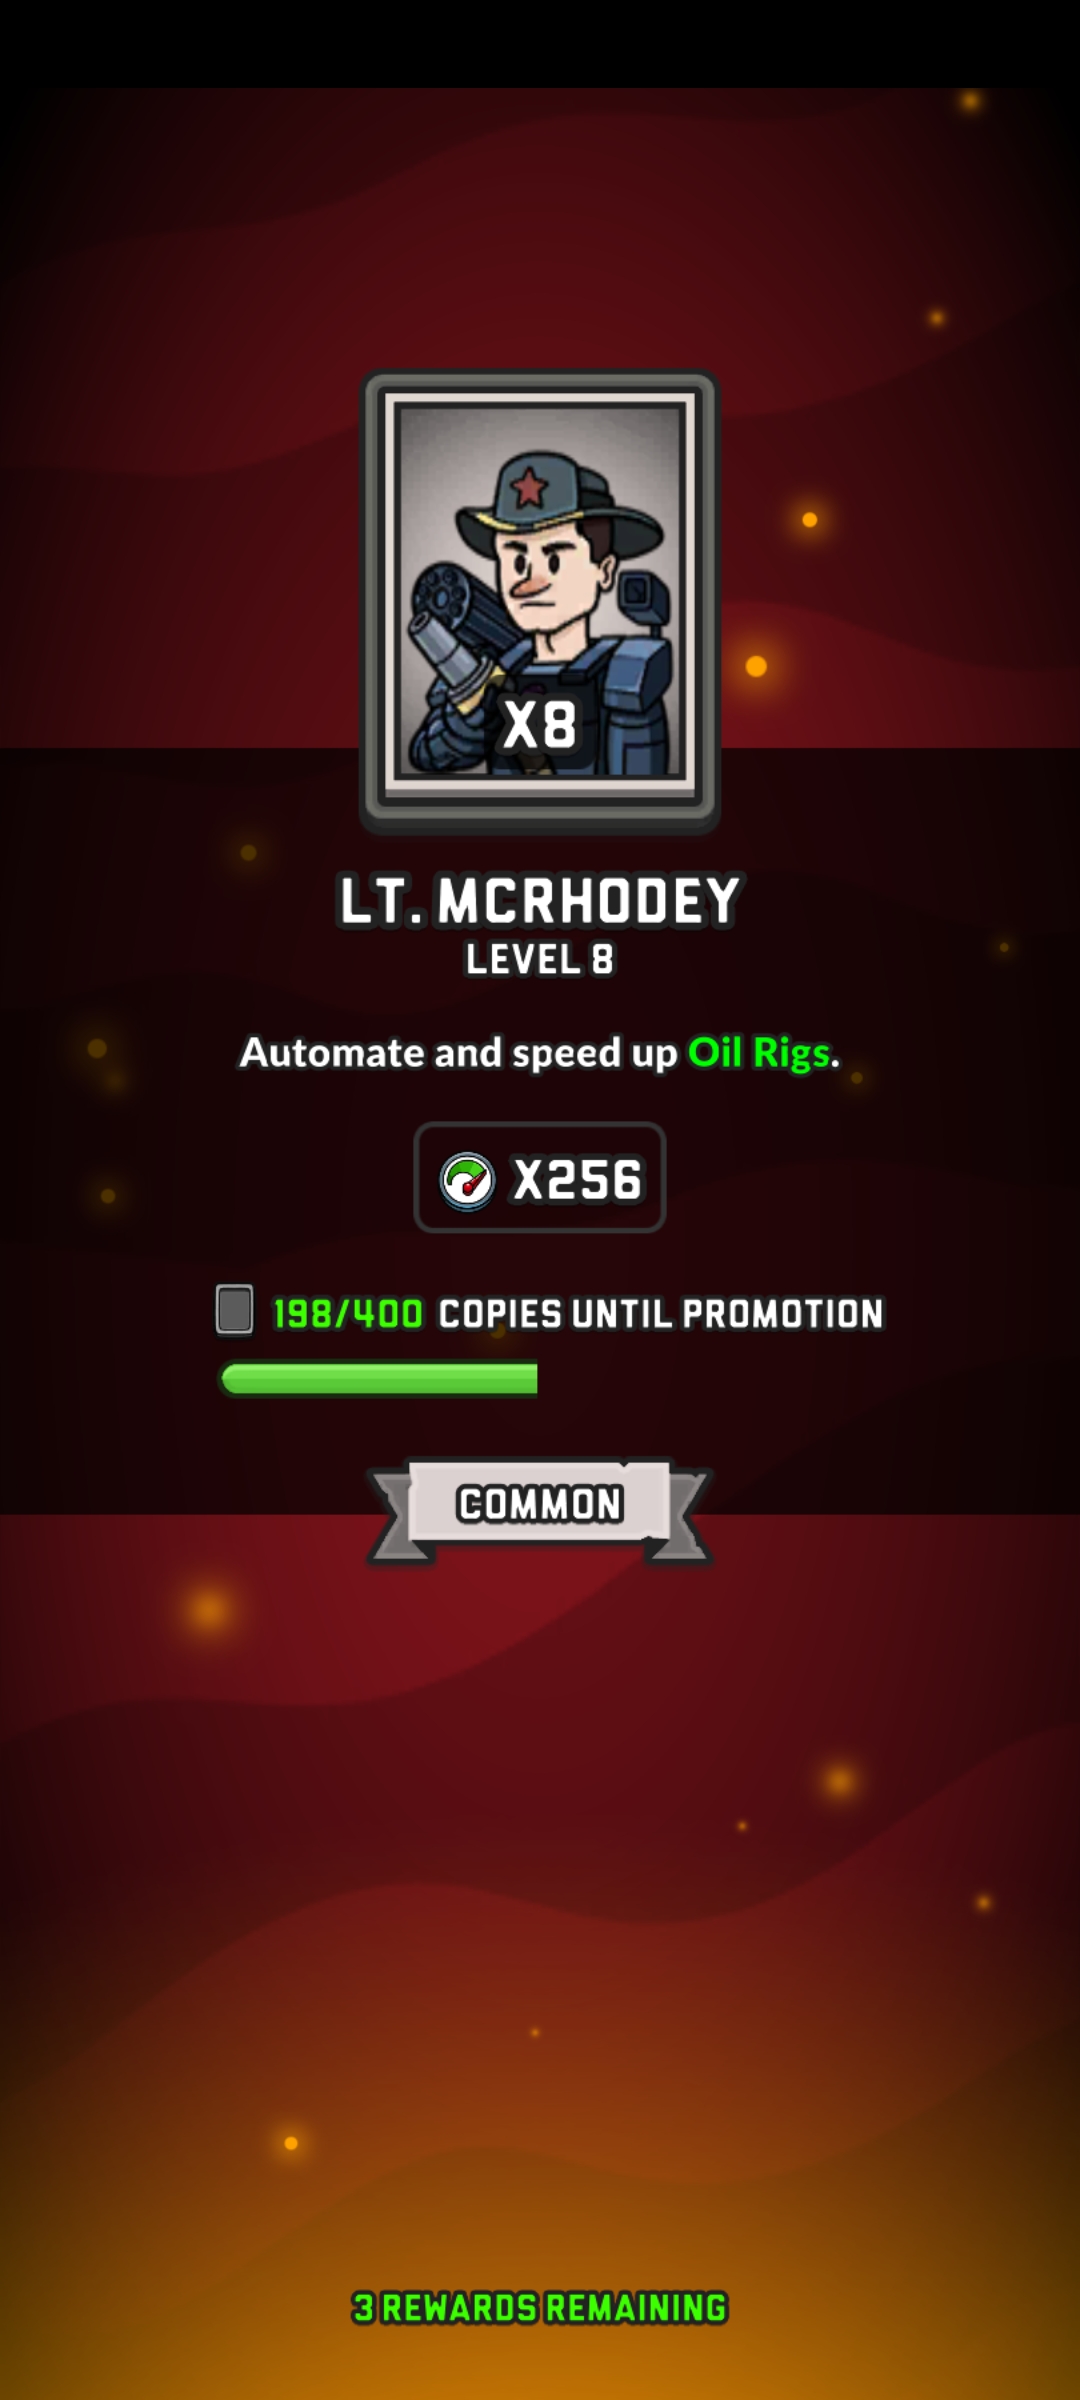 X8
LT. MCRHODEY
LEVEL 8
Automate and speed up Oil Rigs.
X256
198/400 COPIES UNTIL PROMOTION
COMMON
3 REWARDS REMAINING